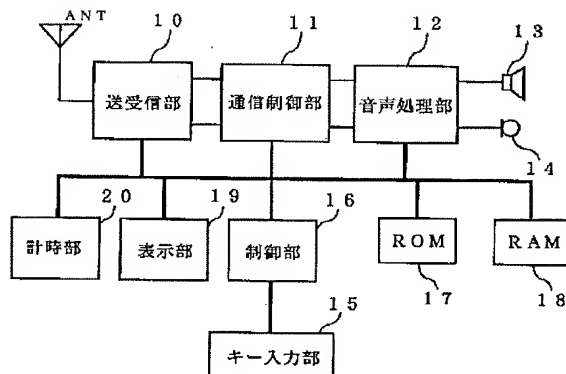 ANT
10
11
12
13
送受信部
通信制御部
音声処理部
14
20
19
16
計時部
表示部
制御部
ROM
RAM
17
18
15
キー入力部